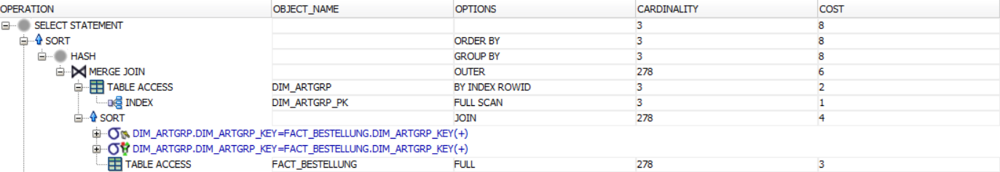 OPERATION OBJECT_NAME OPTIONS CARDINALITY COST
SELECT STATEMENT 3 8
SORT ORDER BY 3 8
HASH GROUP BY 3 8
MERGE JOIN OUTER 278 6
TABLE ACCESS DIM_ARTGRP BY INDEX ROWID 3 2
INDEX DIM_ARTGRP_PK FULL SCAN 3 1
SORT JOIN 278 4
DIM_ARTGRP.DIM_ARTGRP_KEY=FACT_BESTELLUNG.DIM_ARTGRP_KEY(+)
DIM_ARTGRP.DIM_ARTGRP_KEY=FACT_BESTELLUNG.DIM_ARTGRP_KEY(+)
TABLE ACCESS FACT_BESTELLUNG FULL 278 3